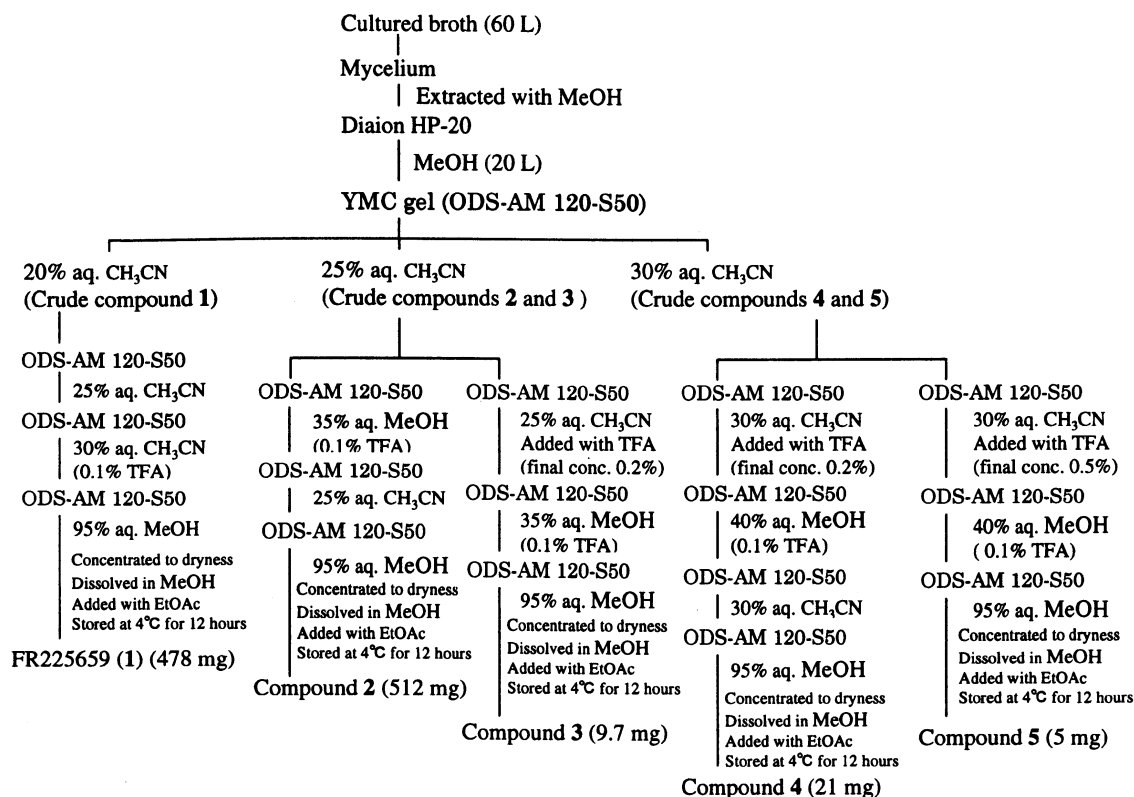 Cultured broth (60 L)
Mycelium
Extracted with MeOH
Diaion HP-20
MeOH (20 L)
YMC gel (ODS-AM 120-S50)
20% aq. CH₃CN
(Crude compound 1)
ODS-AM 120-S50
25% aq. CH₃CN
ODS-AM 120-S50
30% aq. CH₃CN
(0.1% TFA)
ODS-AM 120-S50
95% aq. MeOH
Concentrated to dryness
Dissolved in MeOH
Added with EtOAc
Stored at 4℃ for 12 hours
FR225659 (1) (478 mg)
25% aq. CH₃CN
(Crude compounds 2 and 3 )
ODS-AM 120-S50
35% aq. MeOH
(0.1% TFA)
ODS-AM 120-S50
25% aq. CH₃CN
ODS-AM 120-S50
95% aq. MeOH
Concentrated to dryness
Dissolved in MeOH
Added with EtOAc
Stored at 4℃ for 12 hours
Compound 2 (512 mg)
ODS-AM 120-S50
25% aq. CH₃CN
Added with TFA
(final conc. 0.2%)
ODS-AM 120-S50
35% aq. MeOH
(0.1% TFA)
ODS-AM 120-S50
95% aq. MeOH
Concentrated to dryness
Dissolved in MeOH
Added with EtOAc
Stored at 4℃ for 12 hours
Compound 3 (9.7 mg)
30% aq. CH₃CN
(Crude compounds 4 and 5)
ODS-AM 120-S50
30% aq. CH₃CN
Added with TFA
(final conc. 0.2%)
ODS-AM 120-S50
40% aq. MeOH
(0.1% TFA)
ODS-AM 120-S50
30% aq. CH₃CN
ODS-AM 120-S50
95% aq. MeOH
Concentrated to dryness
Dissolved in MeOH
Added with EtOAc
Stored at 4℃ for 12 hours
Compound 4 (21 mg)
ODS-AM 120-S50
30% aq. CH₃CN
Added with TFA
(final conc. 0.5%)
ODS-AM 120-S50
40% aq. MeOH
( 0.1% TFA)
ODS-AM 120-S50
95% aq. MeOH
Concentrated to dryness
Dissolved in MeOH
Added with EtOAc
Stored at 4℃ for 12 hours
Compound 5 (5 mg)